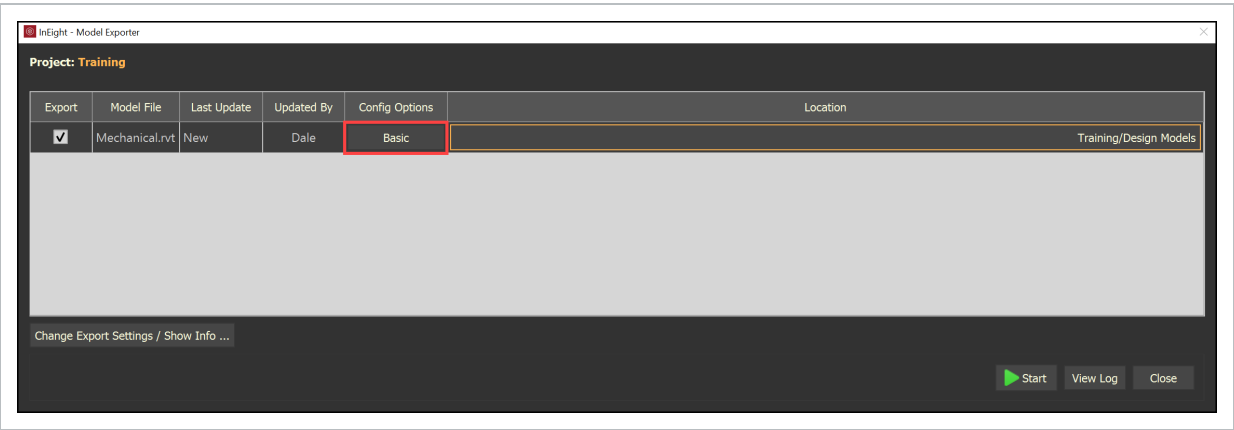 InEight - Model Exporter
Project: Training
Export Model File Last Update Updated By Config Options Location
Mechanical.rvt New Dale Basic Training/Design Models
Change Export Settings / Show Info ...
Start View Log Close